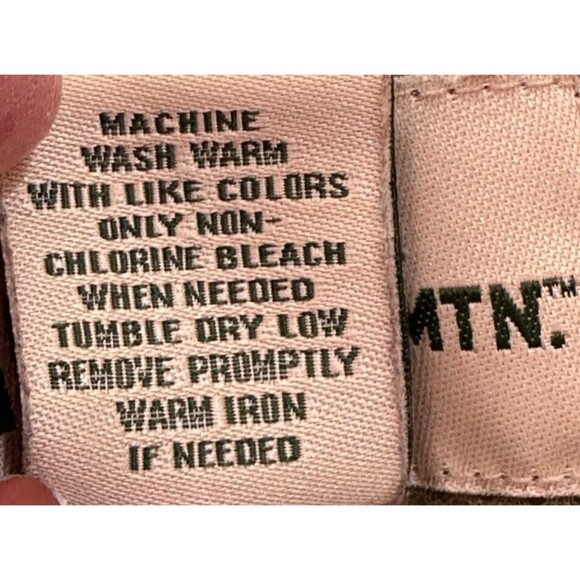 MACHINE
WASH WARM
WITH LIKE COLORS
ONLY NON-
CHLORINE BLEACH
WHEN NEEDED
TUMBLE DRY LOW
REMOVE PROMPTLY
WARM IRON
IF NEEDED
MTN.™